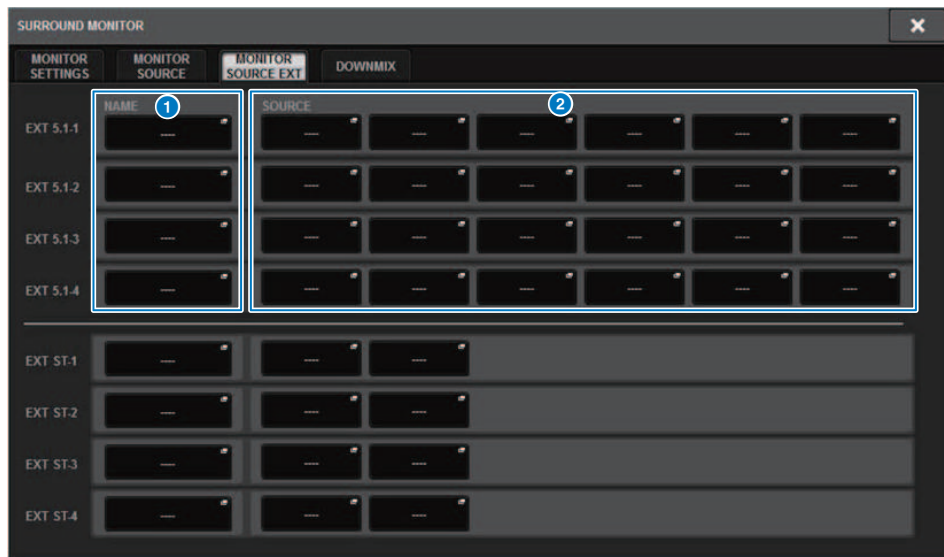 SURROUND MONITOR
MONITOR SETTINGS
MONITOR SOURCE
MONITOR SOURCE EXT
DOWNMIX
NAME 1 SOURCE 2
EXT 5.1-1 ---- ---- ---- ---- ---- ---- ----
EXT 5.1-2 ---- ---- ---- ---- ---- ---- ----
EXT 5.1-3 ---- ---- ---- ---- ---- ---- ----
EXT 5.1-4 ---- ---- ---- ---- ---- ---- ----
EXT ST-1 ---- ---- ----
EXT ST-2 ---- ---- ----
EXT ST-3 ---- ---- ----
EXT ST-4 ---- ---- ----